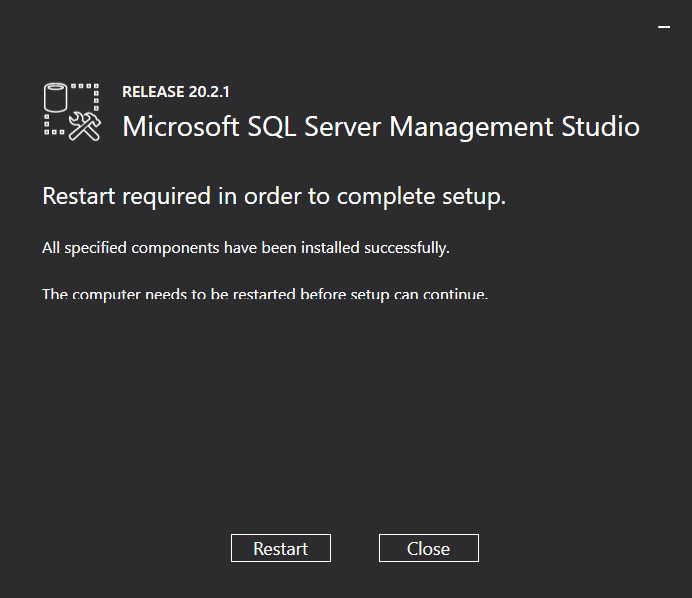 RELEASE 20.2.1
Microsoft SQL Server Management Studio
Restart required in order to complete setup.
All specified components have been installed successfully.
The computer needs to be restarted before setup can continue.
Restart
Close